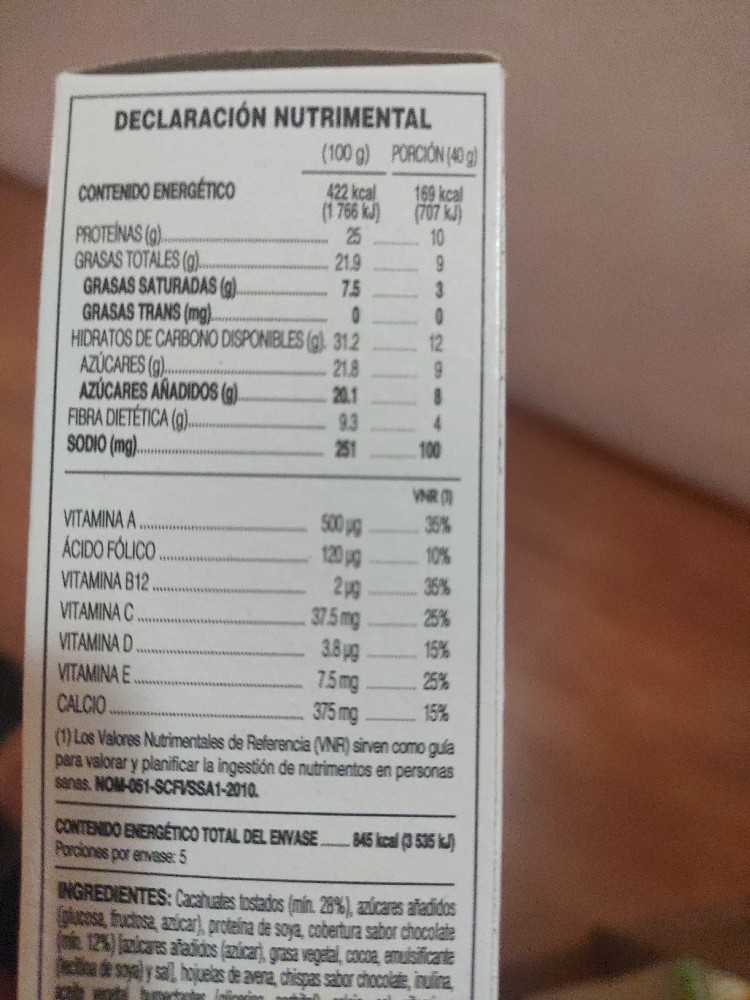 DECLARACIÓN NUTRIMENTAL
(100 g) PORCIÓN (40 g)
CONTENIDO ENERGÉTICO 422 kcal 169 kcal
(1 766 kJ) (707 kJ)
PROTEÍNAS (g) 25 10
GRASAS TOTALES (g) 21.9 9
GRASAS SATURADAS (g) 7.5 3
GRASAS TRANS (mg) 0 0
HIDRATOS DE CARBONO DISPONIBLES (g) 31.2 12
AZÚCARES (g) 21.8 9
AZÚCARES AÑADIDOS (g) 20.1 8
FIBRA DIETÉTICA (g) 9.3 4
SODIO (mg) 251 100
VNR (1)
VITAMINA A 500 µg 35%
ÁCIDO FÓLICO 120 µg 10%
VITAMINA B12 2 µg 35%
VITAMINA C 37.5 mg 25%
VITAMINA D 3.8 µg 15%
VITAMINA E 7.5 mg 25%
CALCIO 375 mg 15%
(1) Los Valores Nutrimentales de Referencia (VNR) sirven como guía
para valorar y planificar la ingestión de nutrimentos en personas
sanas. NOM-051-SCFI/SSA1-2010.
CONTENIDO ENERGÉTICO TOTAL DEL ENVASE 845 kcal (3 535 kJ)
Porciones por envase: 5
INGREDIENTES: Cacahuates tostados (mín. 28%), azúcares añadidos
(glucosa, fructosa, azúcar), proteína de soya, cobertura sabor chocolate
(mín. 12%) [azúcares añadidos (azúcar), grasa vegetal, cocoa, emulsificante
(lecitina de soya) y sal], hojuelas de avena, chispas sabor chocolate, inulina,
aceite vegetal, humectantes